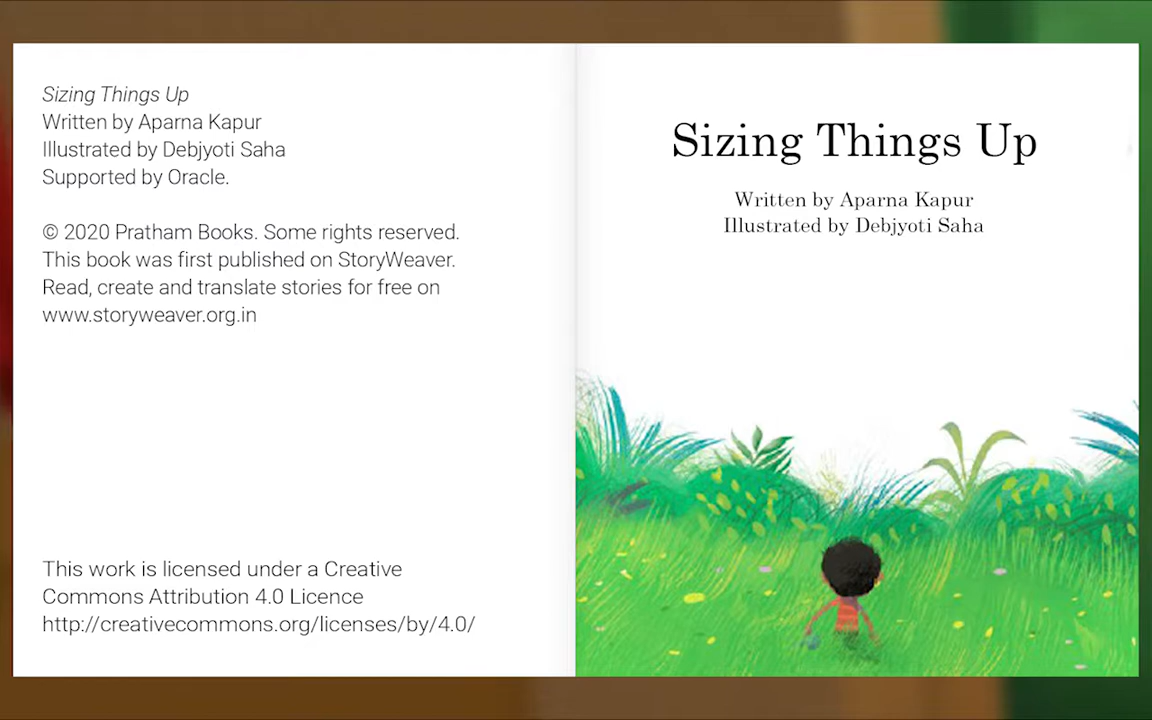 Sizing Things Up
Written by Aparna Kapur
Illustrated by Debjyoti Saha
Supported by Oracle.
© 2020 Pratham Books. Some rights reserved.
This book was first published on StoryWeaver.
Read, create and translate stories for free on
www.storyweaver.org.in
This work is licensed under a Creative
Commons Attribution 4.0 Licence
http://creativecommons.org/licenses/by/4.0/
Sizing Things Up
Written by Aparna Kapur
Illustrated by Debjyoti Saha